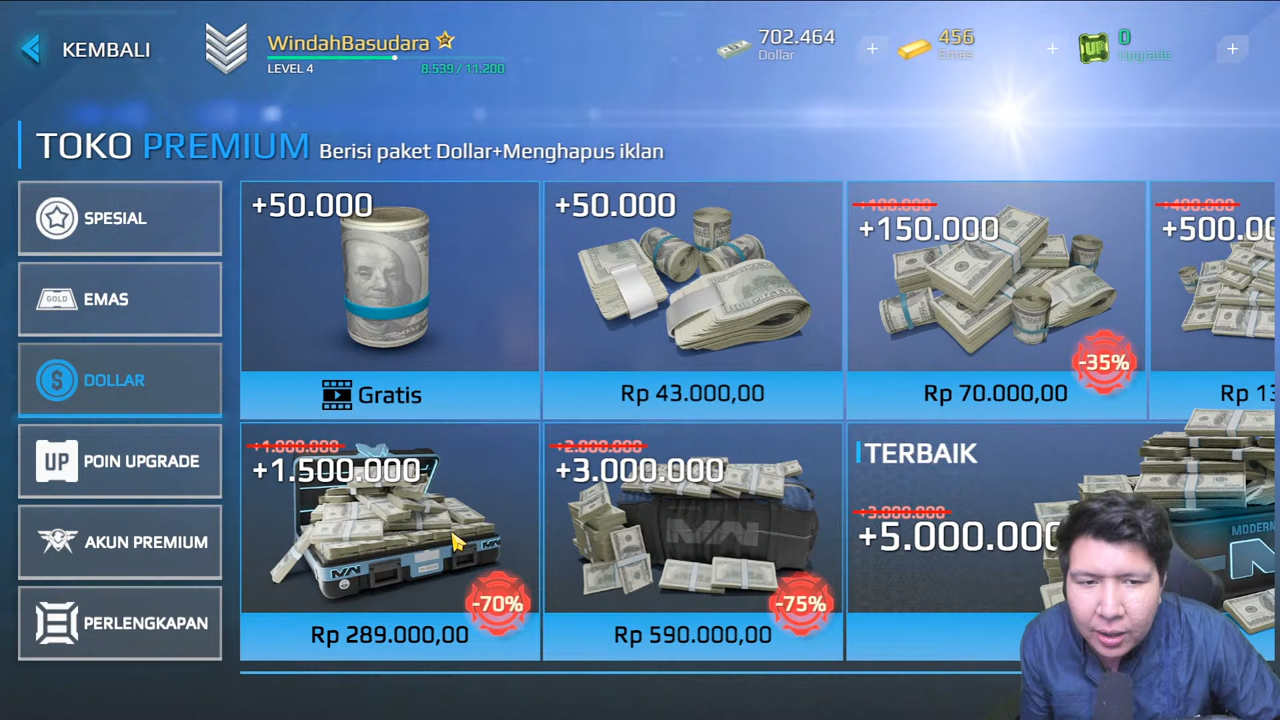 KEMBALI
WindahBasudara
LEVEL 4
8.539 / 11.200
702.464
Dollar
456
Emas
UP
0
Upgrade
TOKO PREMIUM Berisi paket Dollar+Menghapus iklan
SPESIAL
GOLD
EMAS
DOLLAR
UP
POIN UPGRADE
AKUN PREMIUM
PERLENGKAPAN
+50.000
Gratis
+50.000
Rp 43.000,00
+100.000
+150.000
-35%
Rp 70.000,00
+400.000
+500.00
Rp 13
+1.000.000
+1.500.000
-70%
Rp 289.000,00
+2.000.000
+3.000.000
-75%
Rp 590.000,00
TERBAIK
+3.000.000
+5.000.000
MODERN